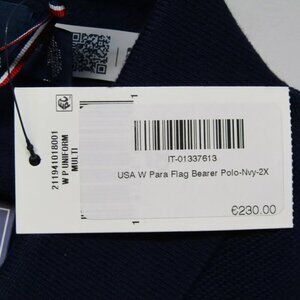 211941018001
W P UNIFORM
MULTI
IT-01337613
USA W Para Flag Bearer Polo-Nvy-2X
€230.00